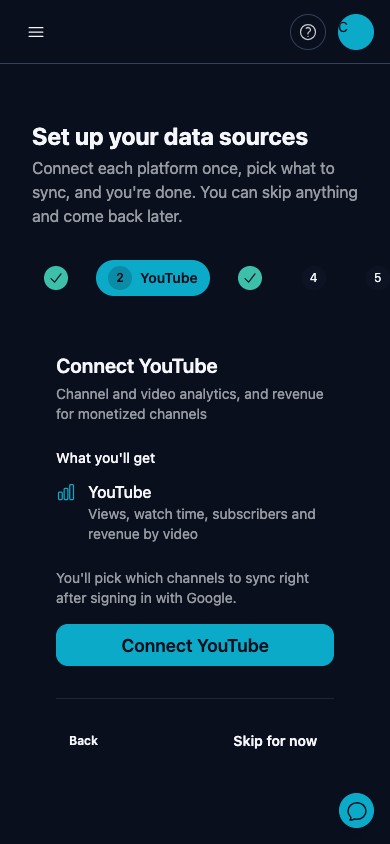 C
Set up your data sources
Connect each platform once, pick what to
sync, and you're done. You can skip anything
and come back later.
2 YouTube 4 5
Connect YouTube
Channel and video analytics, and revenue
for monetized channels
What you'll get
YouTube
Views, watch time, subscribers and
revenue by video
You'll pick which channels to sync right
after signing in with Google.
Connect YouTube
Back Skip for now